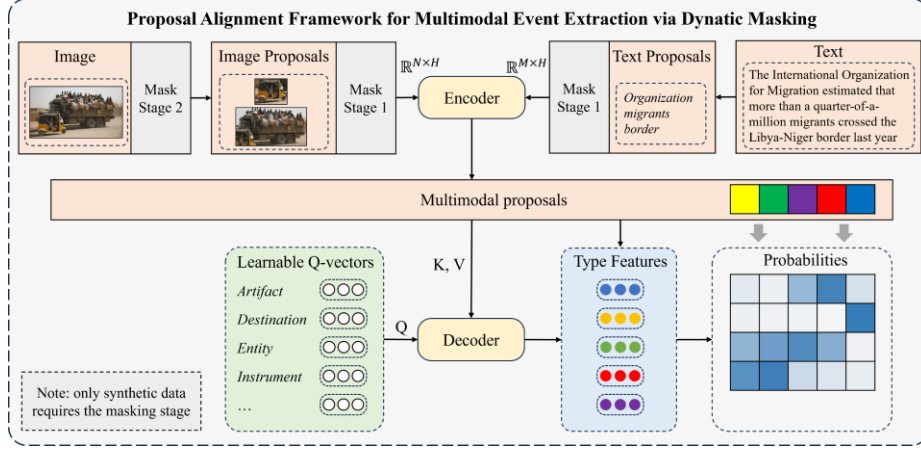 Proposal Alignment Framework for Multimodal Event Extraction via Dynatic Masking
Image
Mask
Stage 2
Image Proposals
Mask
Stage 1
ℝ^{N×H}
Encoder
ℝ^{M×H}
Mask
Stage 1
Text Proposals
Organization
migrants
border
Text
The International Organization
for Migration estimated that
more than a quarter-of-a-
million migrants crossed the
Libya-Niger border last year
Multimodal proposals
Learnable Q-vectors
Artifact
Destination
Entity
Instrument
…
Q
K, V
Decoder
Type Features
Probabilities
Note: only synthetic data
requires the masking stage